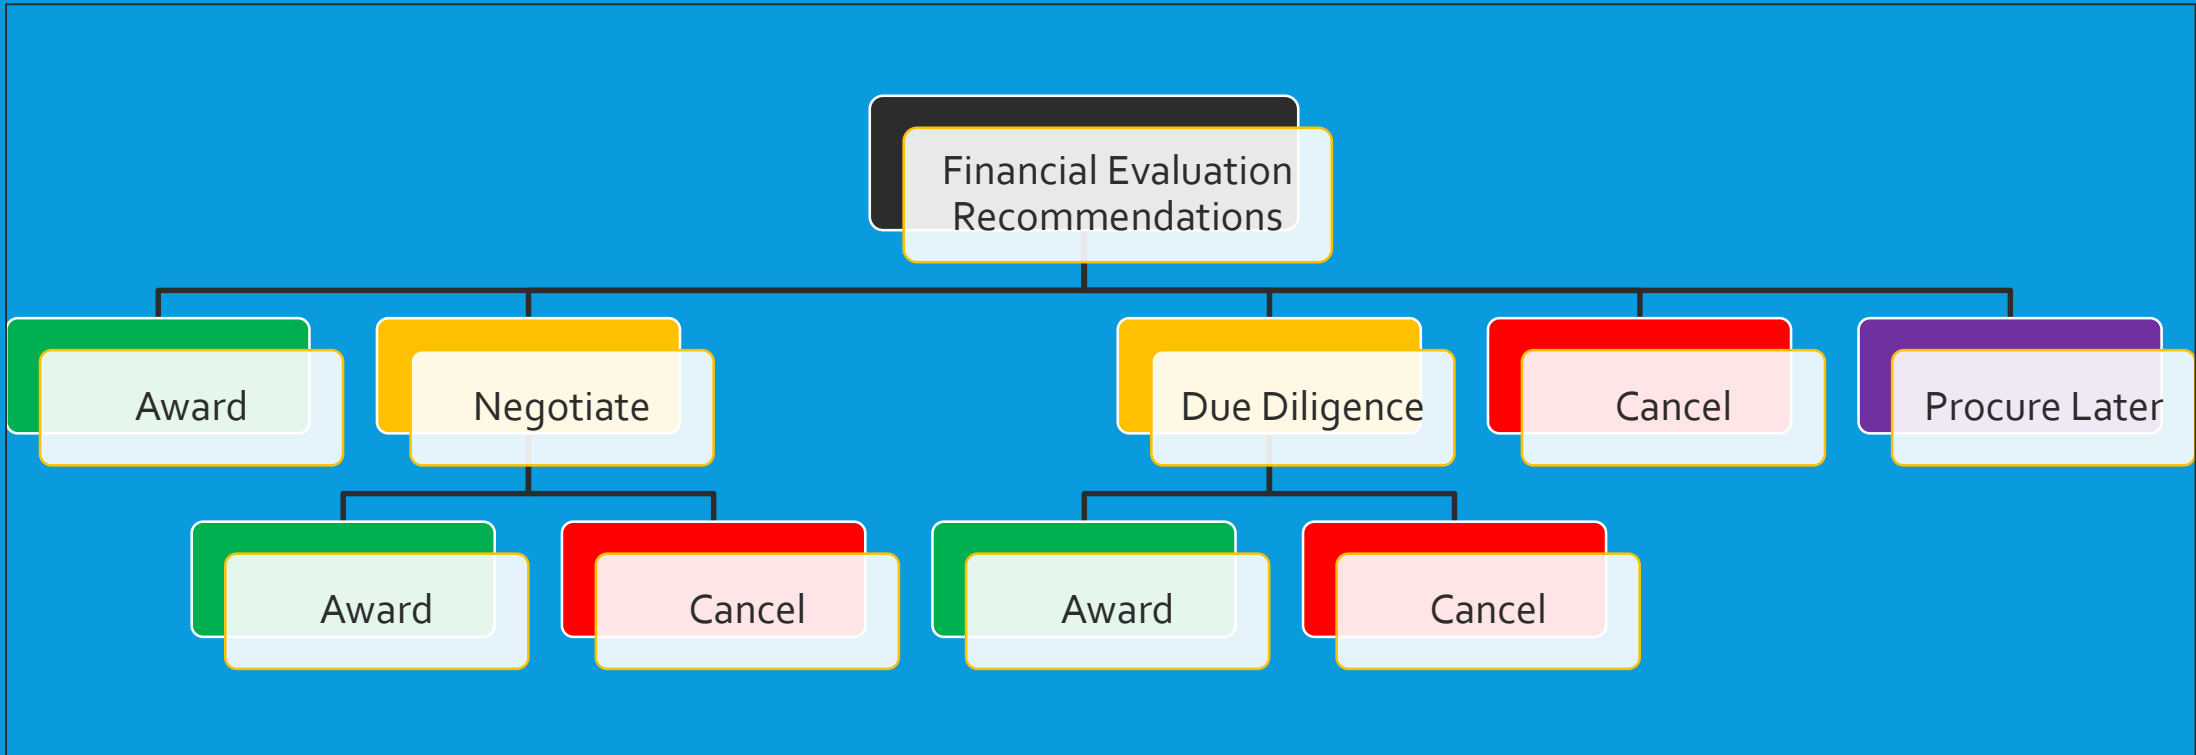 Financial Evaluation
Recommendations
Award
Negotiate
Due Diligence
Cancel
Procure Later
Award
Cancel
Award
Cancel